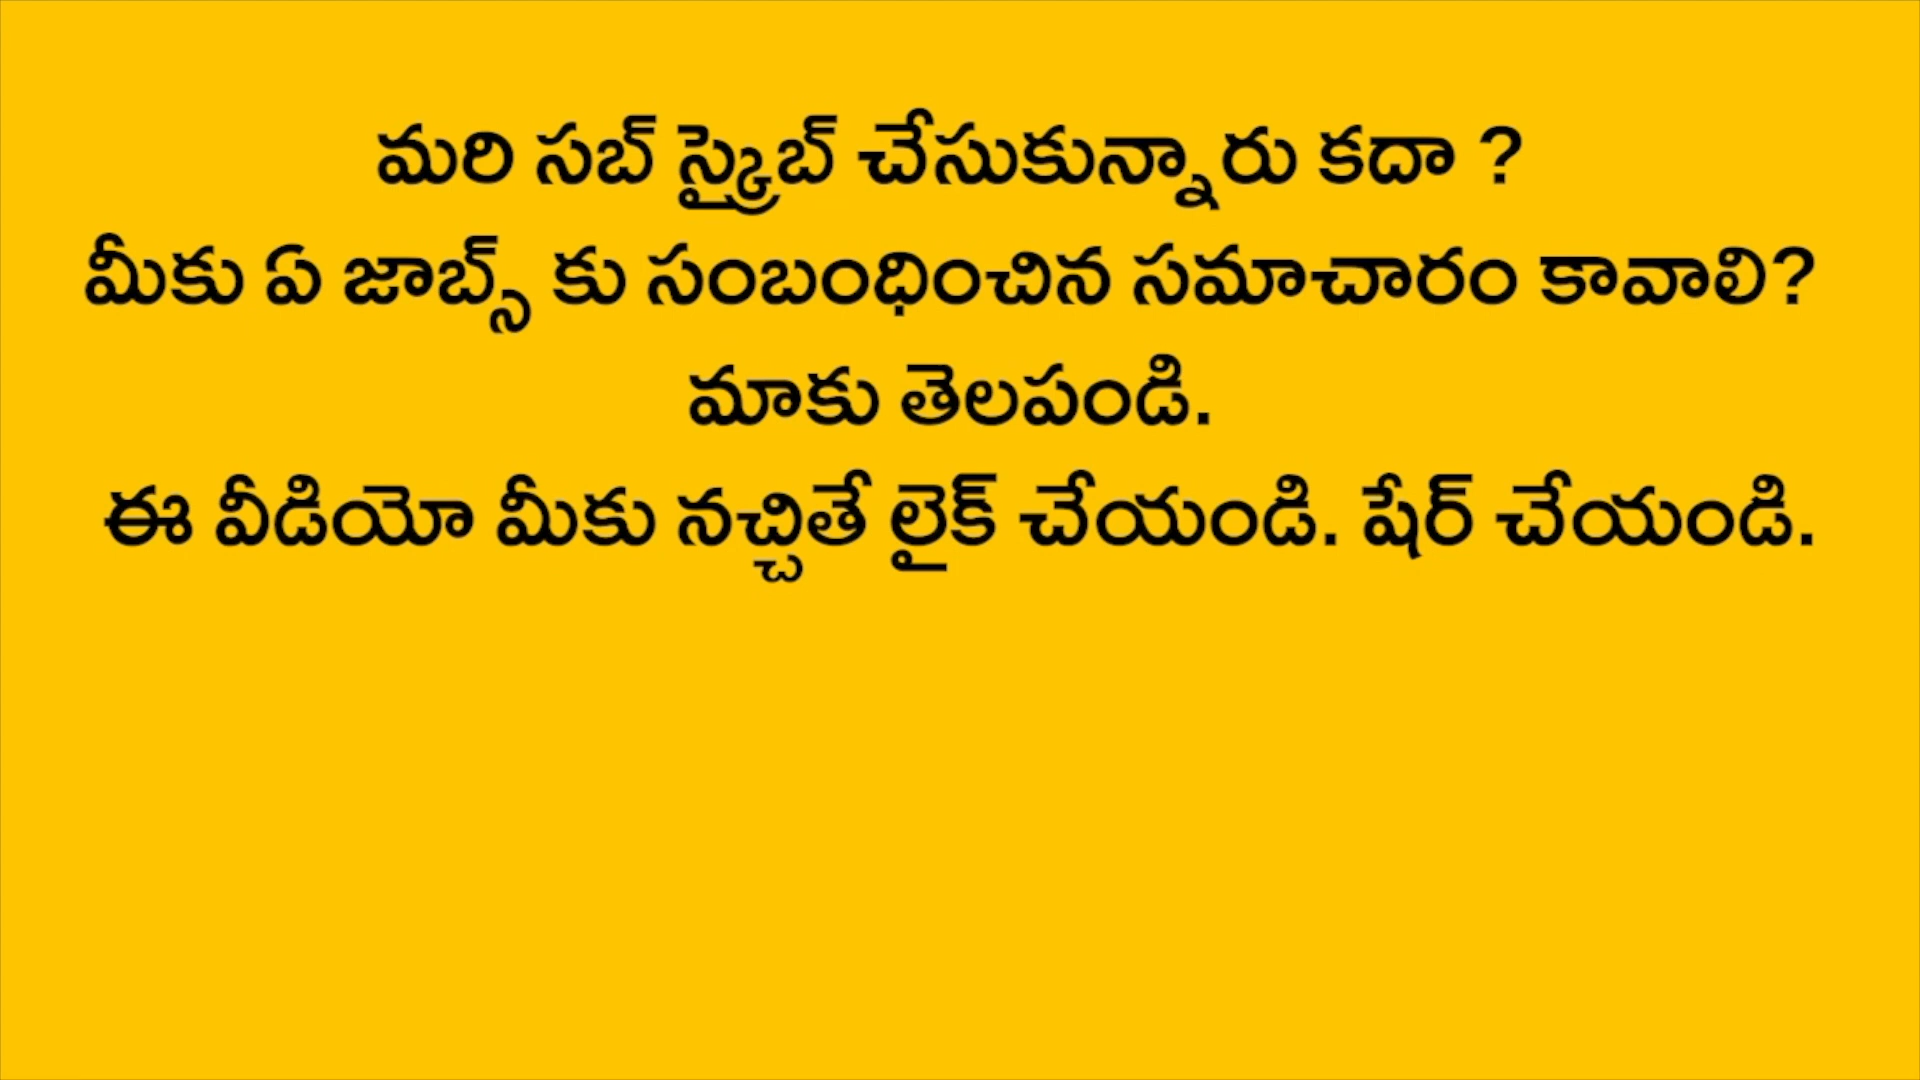 మరి సబ్ స్క్రైబ్ చేసుకున్నారు కదా ?
మీకు ఏ జాబ్స్ కు సంబంధించిన సమాచారం కావాలి?
మాకు తెలపండి.
ఈ వీడియో మీకు నచ్చితే లైక్ చేయండి. షేర్ చేయండి.